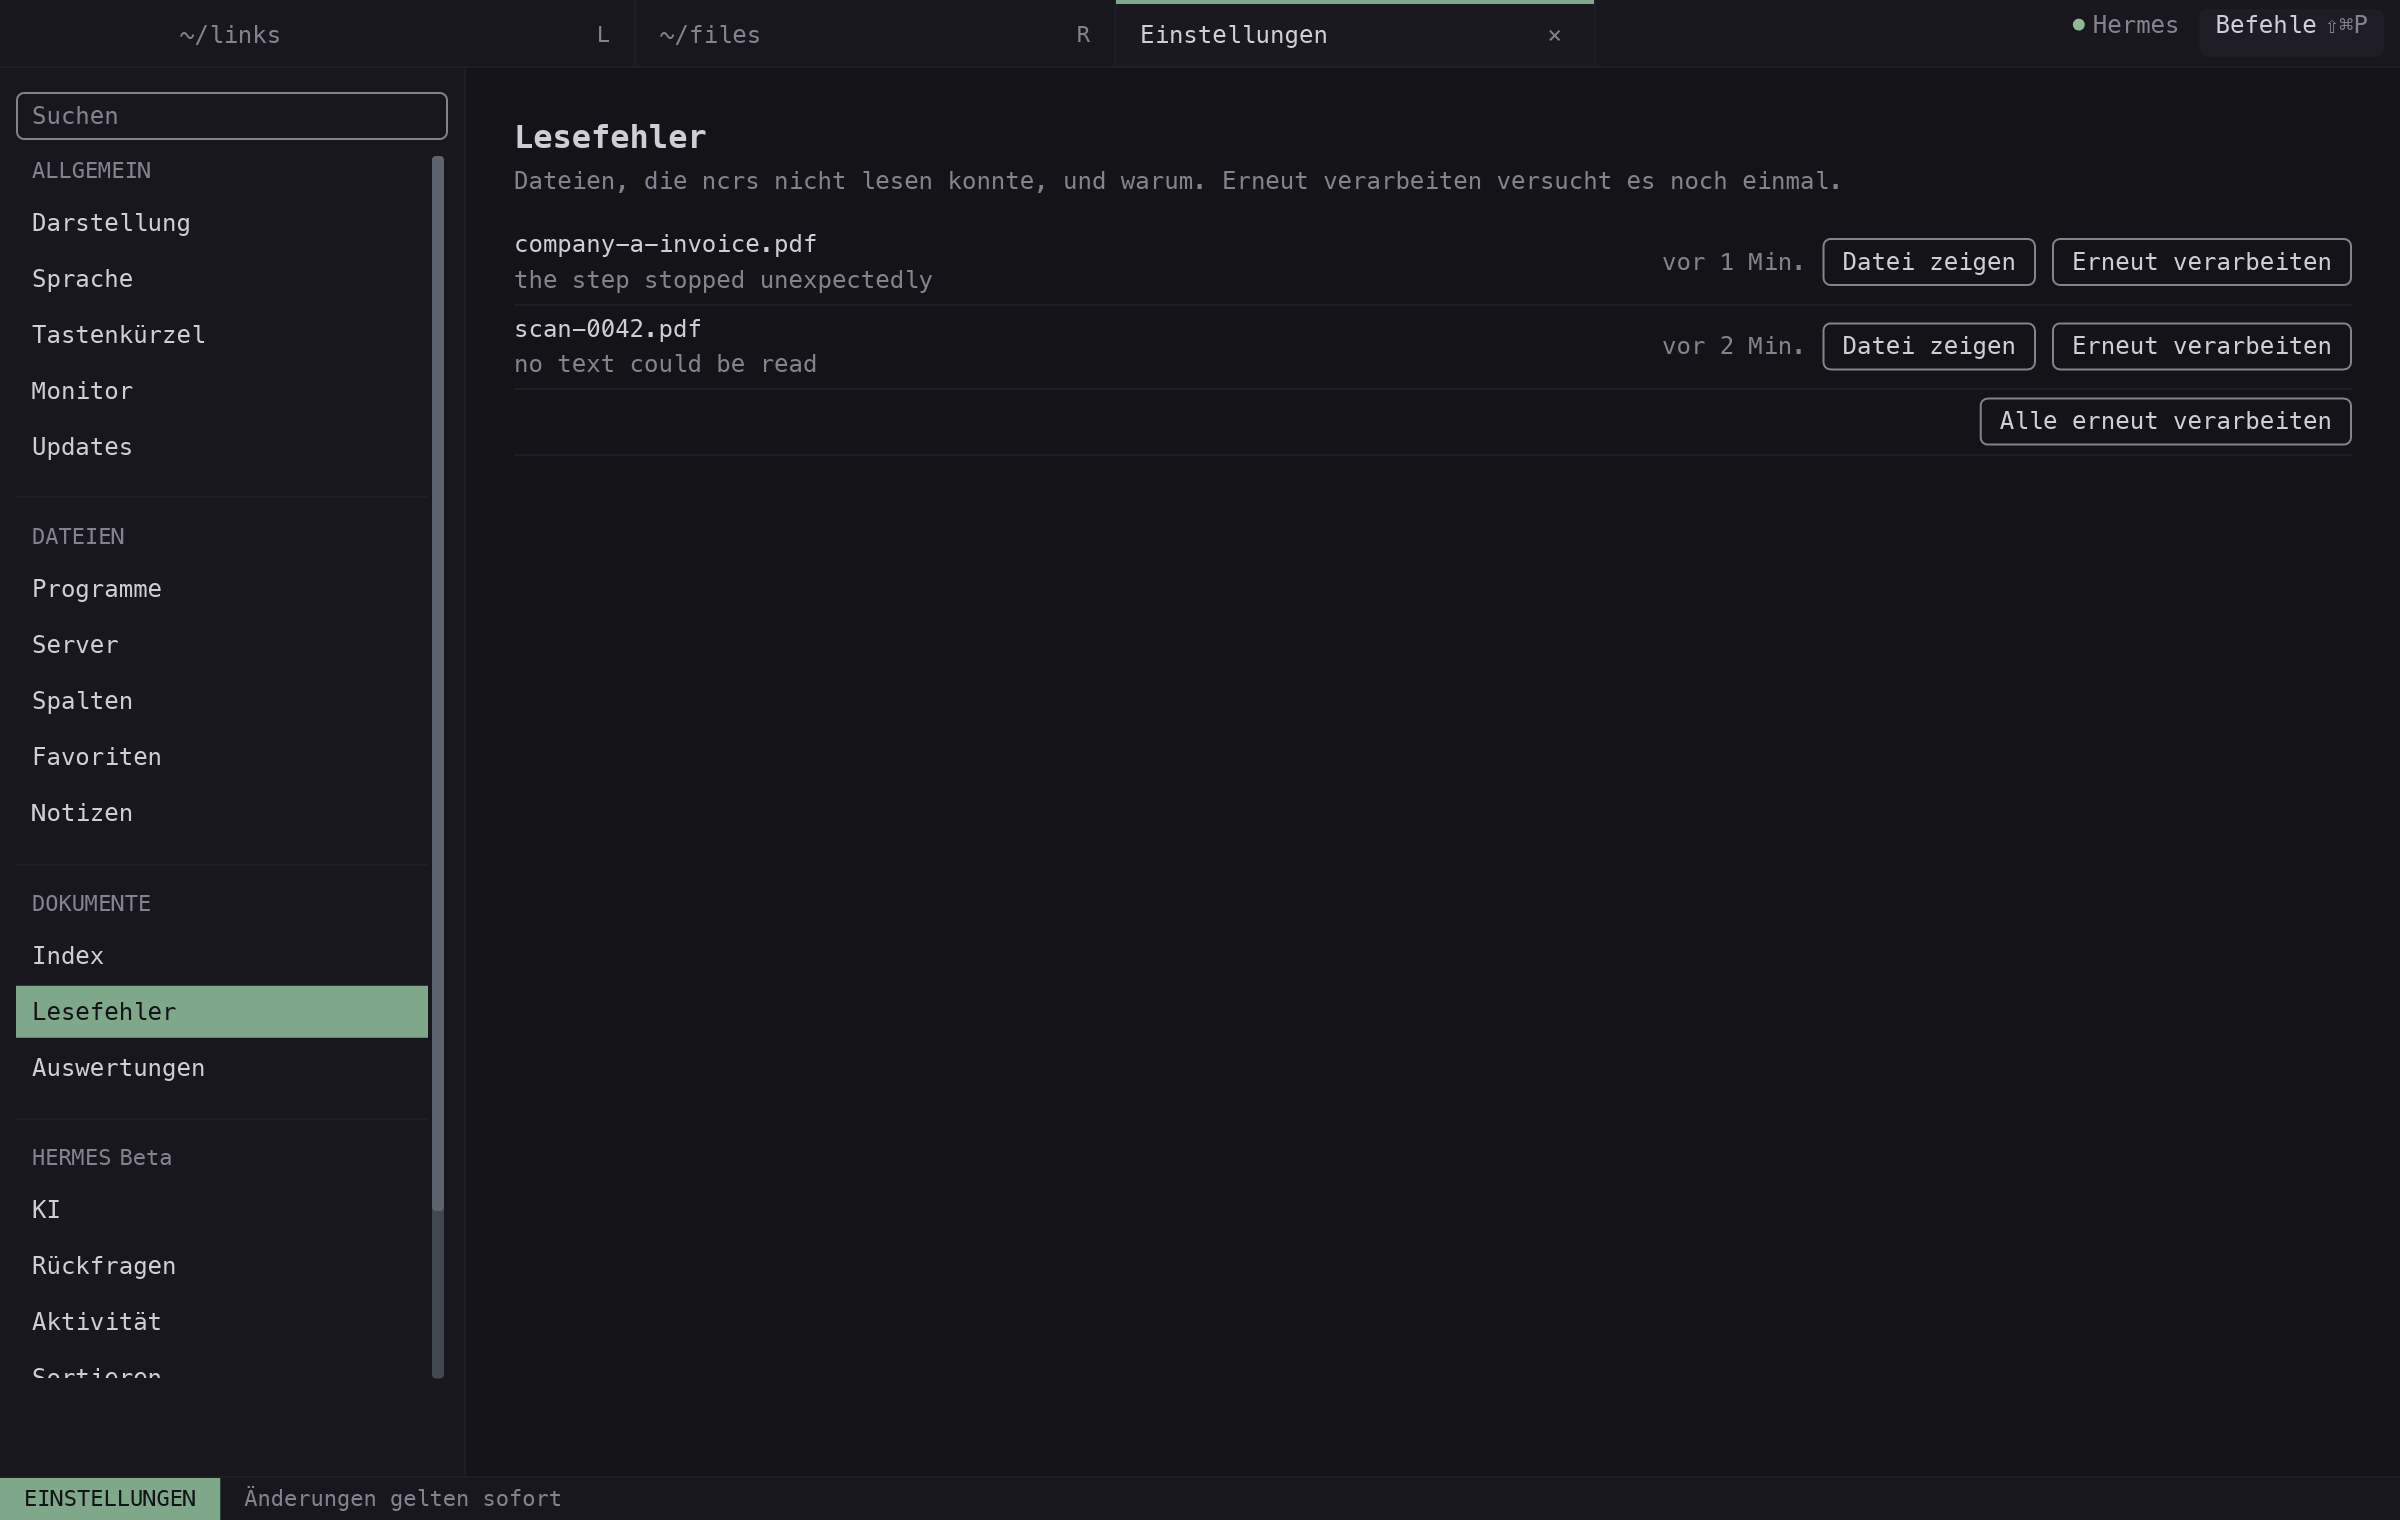 ~/links L ~/files R Einstellungen × Hermes Befehle ⇧⌘P
Suchen
ALLGEMEIN
Darstellung
Sprache
Tastenkürzel
Monitor
Updates
DATEIEN
Programme
Server
Spalten
Favoriten
Notizen
DOKUMENTE
Index
Lesefehler
Auswertungen
HERMES Beta
KI
Rückfragen
Aktivität
Sortieren
Lesefehler
Dateien, die ncrs nicht lesen konnte, und warum. Erneut verarbeiten versucht es noch einmal.
company-a-invoice.pdf
the step stopped unexpectedly
vor 1 Min. Datei zeigen Erneut verarbeiten
scan-0042.pdf
no text could be read
vor 2 Min. Datei zeigen Erneut verarbeiten
Alle erneut verarbeiten
EINSTELLUNGEN Änderungen gelten sofort